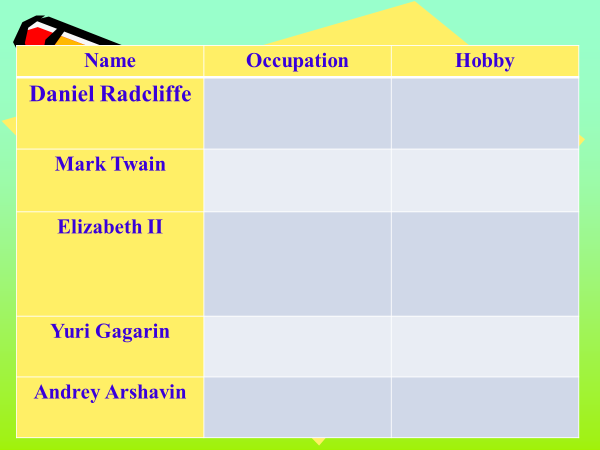 Name Occupation Hobby
Daniel Radcliffe
Mark Twain
Elizabeth II
Yuri Gagarin
Andrey Arshavin